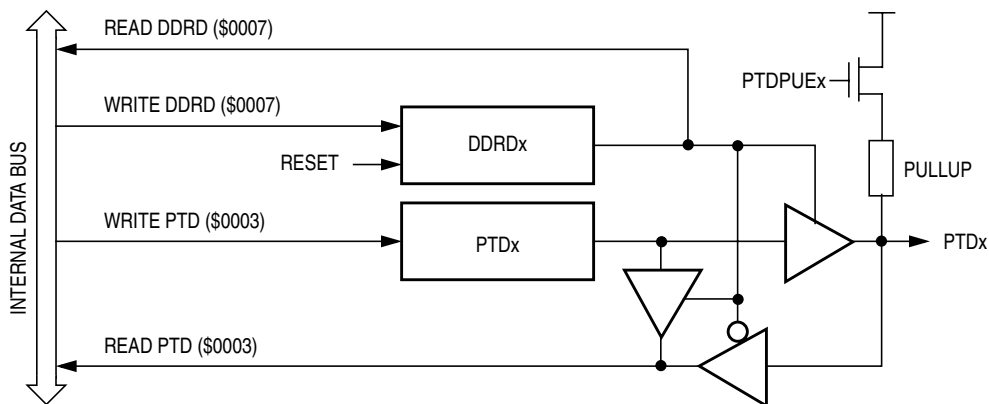 READ DDRD ($0007)
PTDPUEx
WRITE DDRD ($0007)
DDRDx
RESET
PULLUP
INTERNAL DATA BUS
WRITE PTD ($0003)
PTDx
PTDx
READ PTD ($0003)